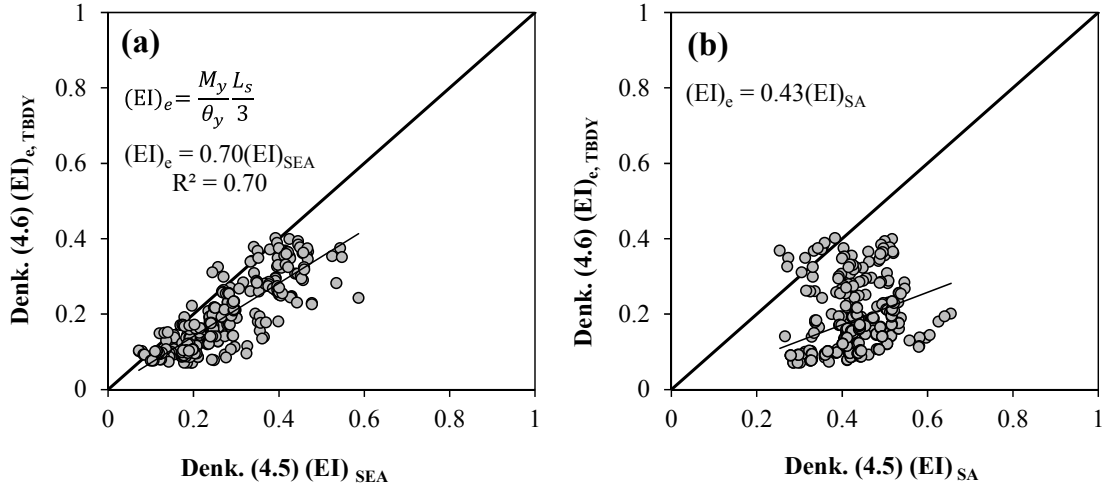 (a)
(EI)e = My/θy Ls/3
(EI)e = 0.70(EI)SEA
R² = 0.70
1
0.8
0.6
0.4
0.2
0
0 0.2 0.4 0.6 0.8 1
Denk. (4.6) (EI)e, TBDY
Denk. (4.5) (EI) SEA
(b)
(EI)e = 0.43(EI)SA
1
0.8
0.6
0.4
0.2
0
0 0.2 0.4 0.6 0.8 1
Denk. (4.6) (EI)e, TBDY
Denk. (4.5) (EI) SA